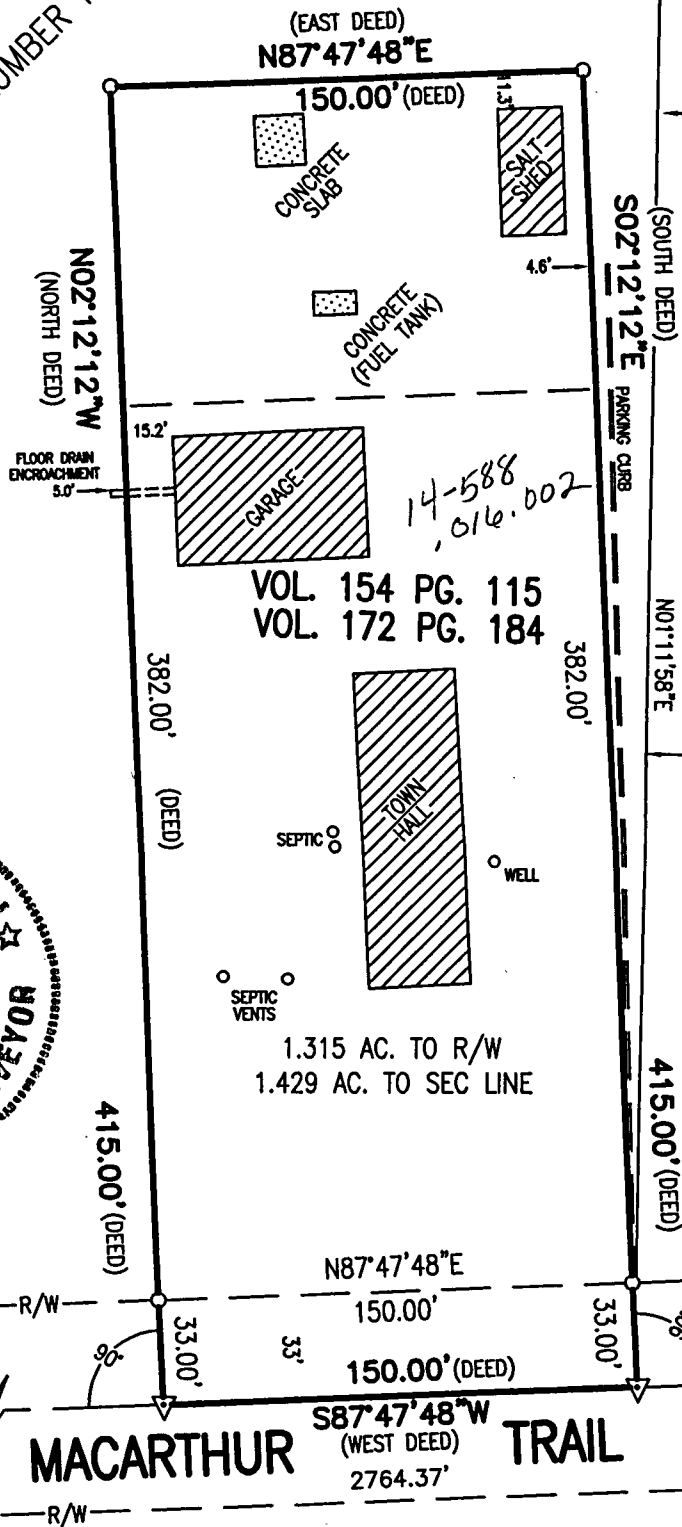 UMBER
(EAST DEED)
N87°47'48"E
150.00' (DEED)
11.3'
CONCRETE
SLAB
SALT
SHED
N02°12'12"W
(NORTH DEED)
4.6'
S02°12'12"E
(SOUTH DEED)
CONCRETE
(FUEL TANK)
PARKING CURB
15.2'
FLOOR DRAIN
ENCROACHMENT
5.0'
GARAGE
14-588
.016.002
VOL. 154 PG. 115
VOL. 172 PG. 184
N01°11'58"E
382.00'
(DEED)
382.00'
TOWN
HALL
SEPTIC
WELL
SEPTIC
VENTS
VEYOR
1.315 AC. TO R/W
1.429 AC. TO SEC LINE
415.00' (DEED)
415.00' (DEED)
N87°47'48"E
R/W
150.00'
33.00'
33'
33.00'
90°
90°
150.00' (DEED)
S87°47'48"W
MACARTHUR TRAIL
(WEST DEED)
2764.37'
R/W